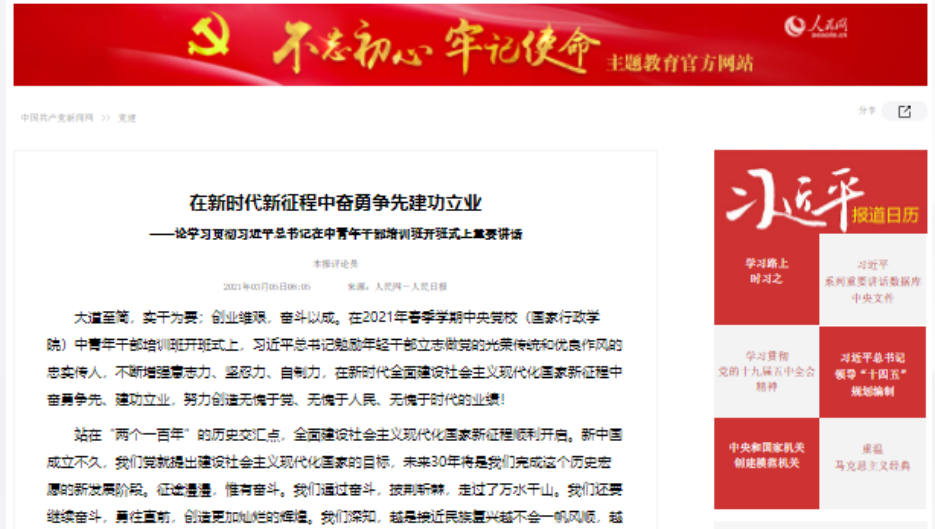 不忘初心 牢记使命 主题教育官方网站
人民网
people.cn
中国共产党新闻网 >> 党建
分享
在新时代新征程中奋勇争先建功立业
——论学习贯彻习近平总书记在中青年干部培训班开班式上重要讲话
本报评论员
2021年03月05日08:05 来源：人民网－人民日报
大道至简，实干为要；创业维艰，奋斗以成。在2021年春季学期中央党校（国家行政学
院）中青年干部培训班开班式上，习近平总书记勉励年轻干部立志做党的光荣传统和优良作风的
忠实传人，不断增强意志力、坚忍力、自制力，在新时代全面建设社会主义现代化国家新征程中
奋勇争先、建功立业，努力创造无愧于党、无愧于人民、无愧于时代的业绩！
站在“两个一百年”的历史交汇点，全面建设社会主义现代化国家新征程顺利开启。新中国
成立不久，我们党就提出建设社会主义现代化国家的目标，未来30年将是我们完成这个历史宏
愿的新发展阶段。征途漫漫，惟有奋斗。我们通过奋斗，披荆斩棘，走过了万水千山。我们还要
继续奋斗，勇往直前，创造更加灿烂的辉煌。我们深知，越是接近民族复兴越不会一帆风顺，越
习近平
报道日历
学习路上
时习之
习近平
系列重要讲话数据库
中央文件
学习贯彻
党的十九届五中全会
精神
习近平总书记
领导“十四五”
规划编制
中央和国家机关
创建模范机关
重温
马克思主义经典